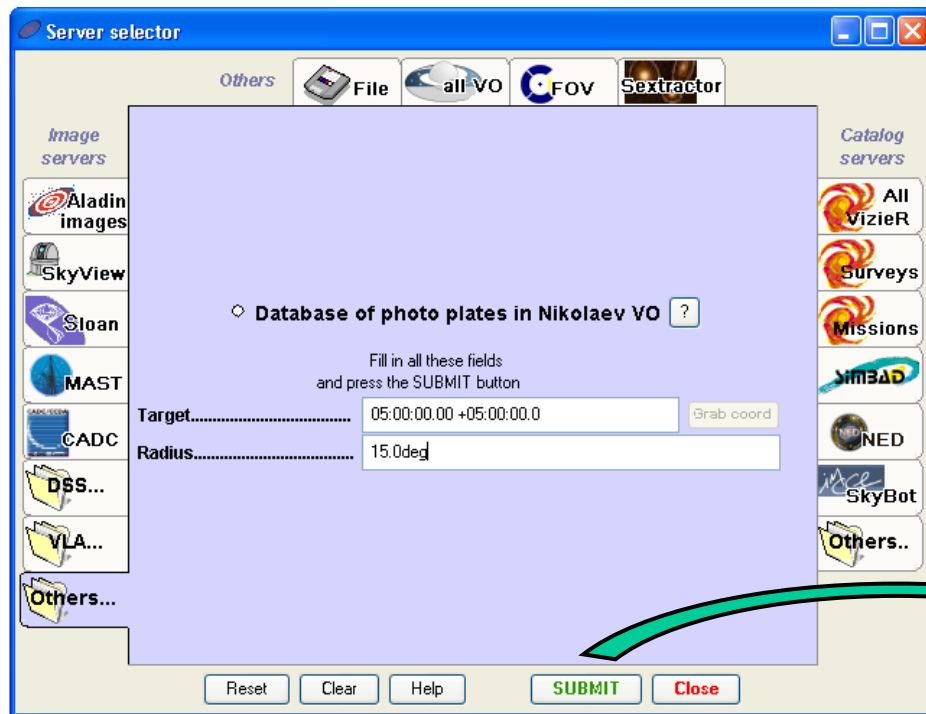 Server selector
Others
File
all VO
FOV
Sextractor
Image
servers
Aladin
images
SkyView
Sloan
MAST
CADC
DSS...
VLA...
Others...
Database of photo plates in Nikolaev VO ?
Fill in all these fields
and press the SUBMIT button
Target................................... 05:00:00.00 +05:00:00.0 Grab coord
Radius................................... 15.0deg
Catalog
servers
All
VizieR
Surveys
Missions
SiMBAD
NED
SkyBot
Others..
Reset Clear Help SUBMIT Close